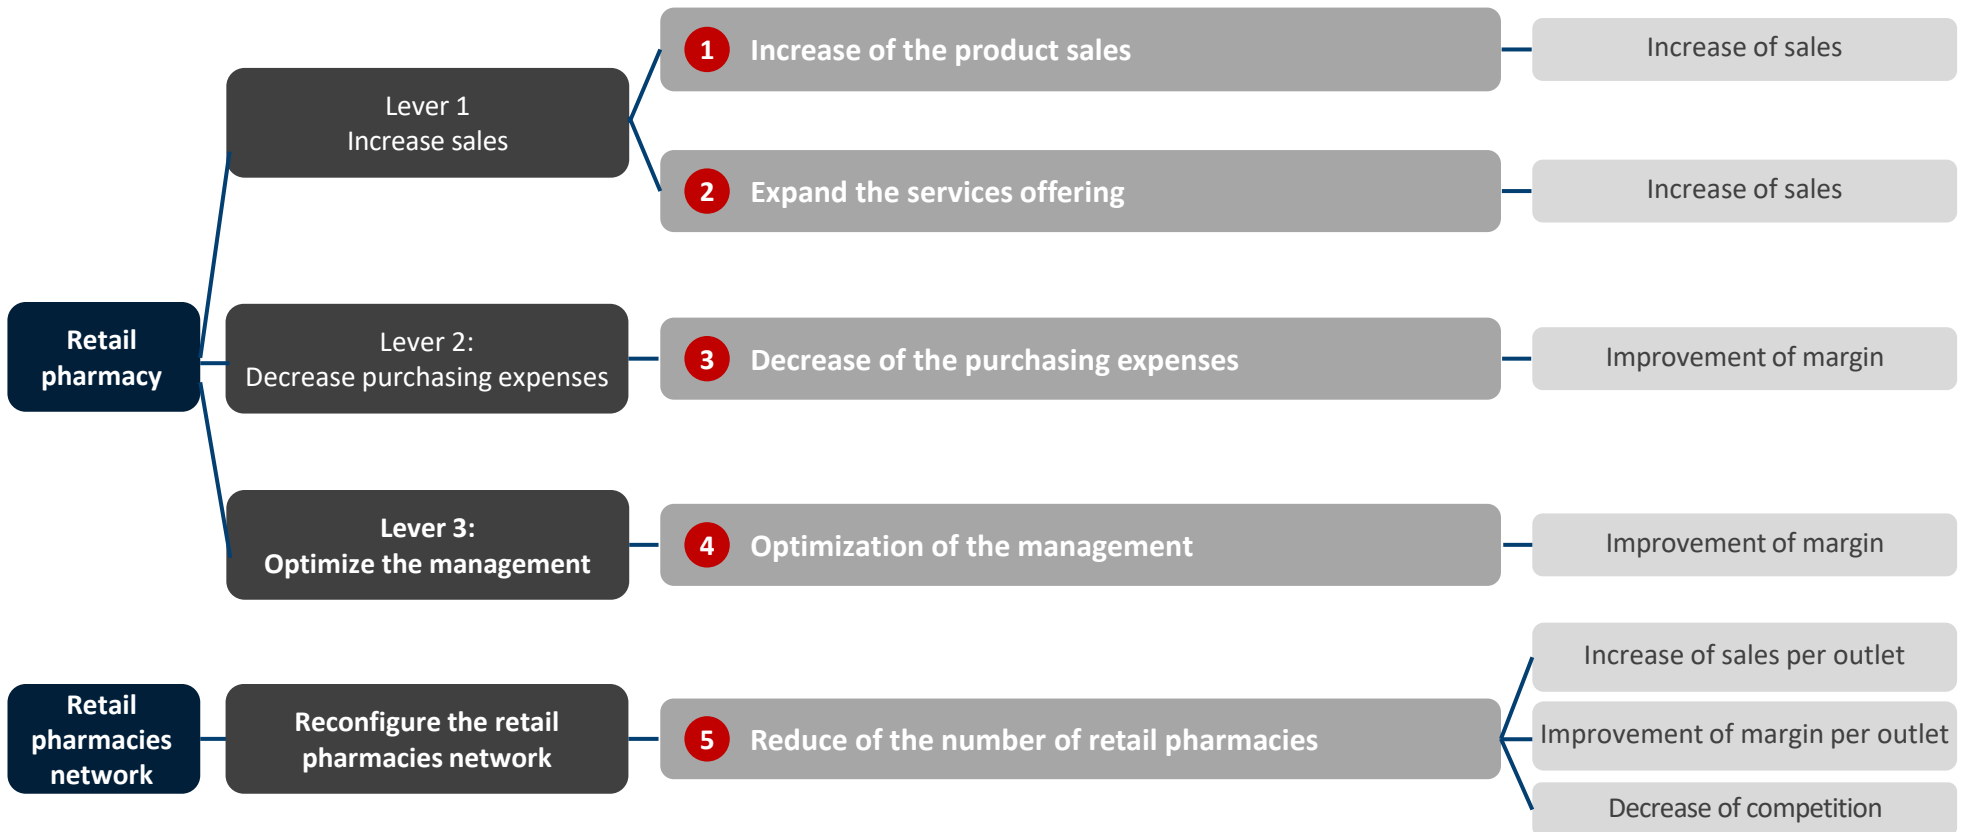 Retail
pharmacy
Lever 1
Increase sales
1 Increase of the product sales
Increase of sales
2 Expand the services offering
Increase of sales
Lever 2:
Decrease purchasing expenses
3 Decrease of the purchasing expenses
Improvement of margin
Lever 3:
Optimize the management
4 Optimization of the management
Improvement of margin
Retail
pharmacies
network
Reconfigure the retail
pharmacies network
5 Reduce of the number of retail pharmacies
Increase of sales per outlet
Improvement of margin per outlet
Decrease of competition